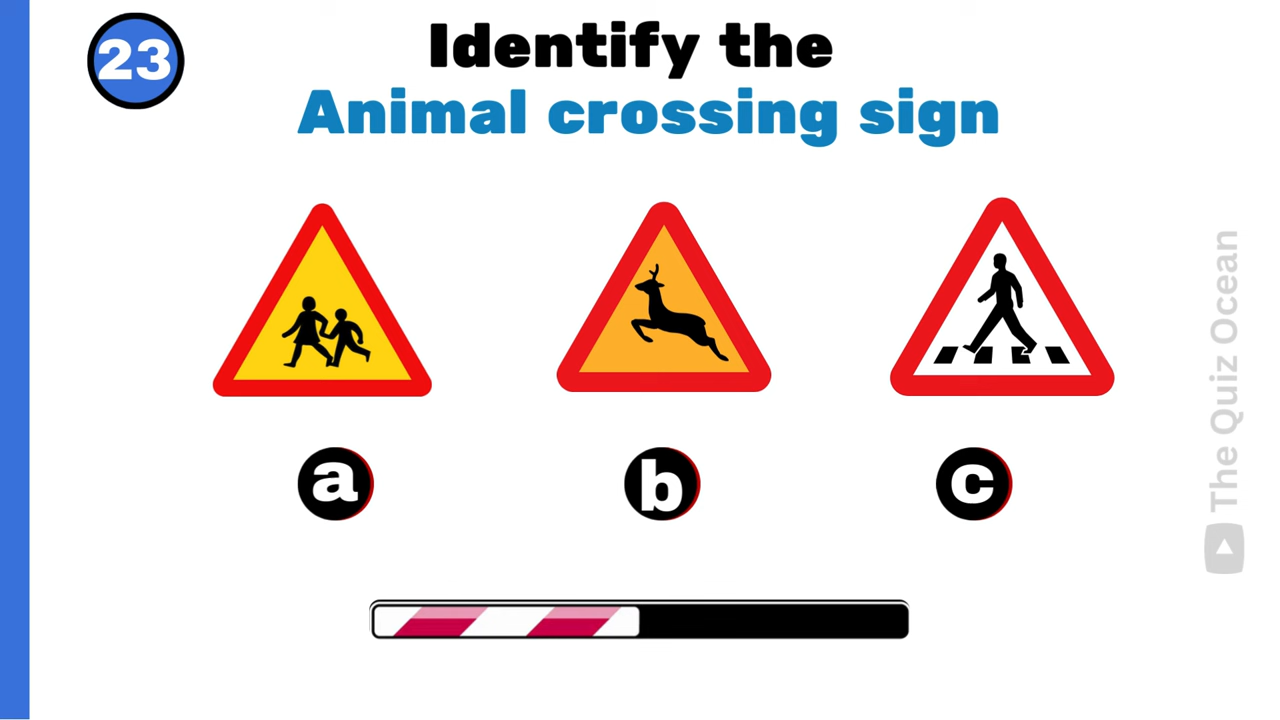 23
Identify the
Animal crossing sign
a
b
c
The Quiz Ocean